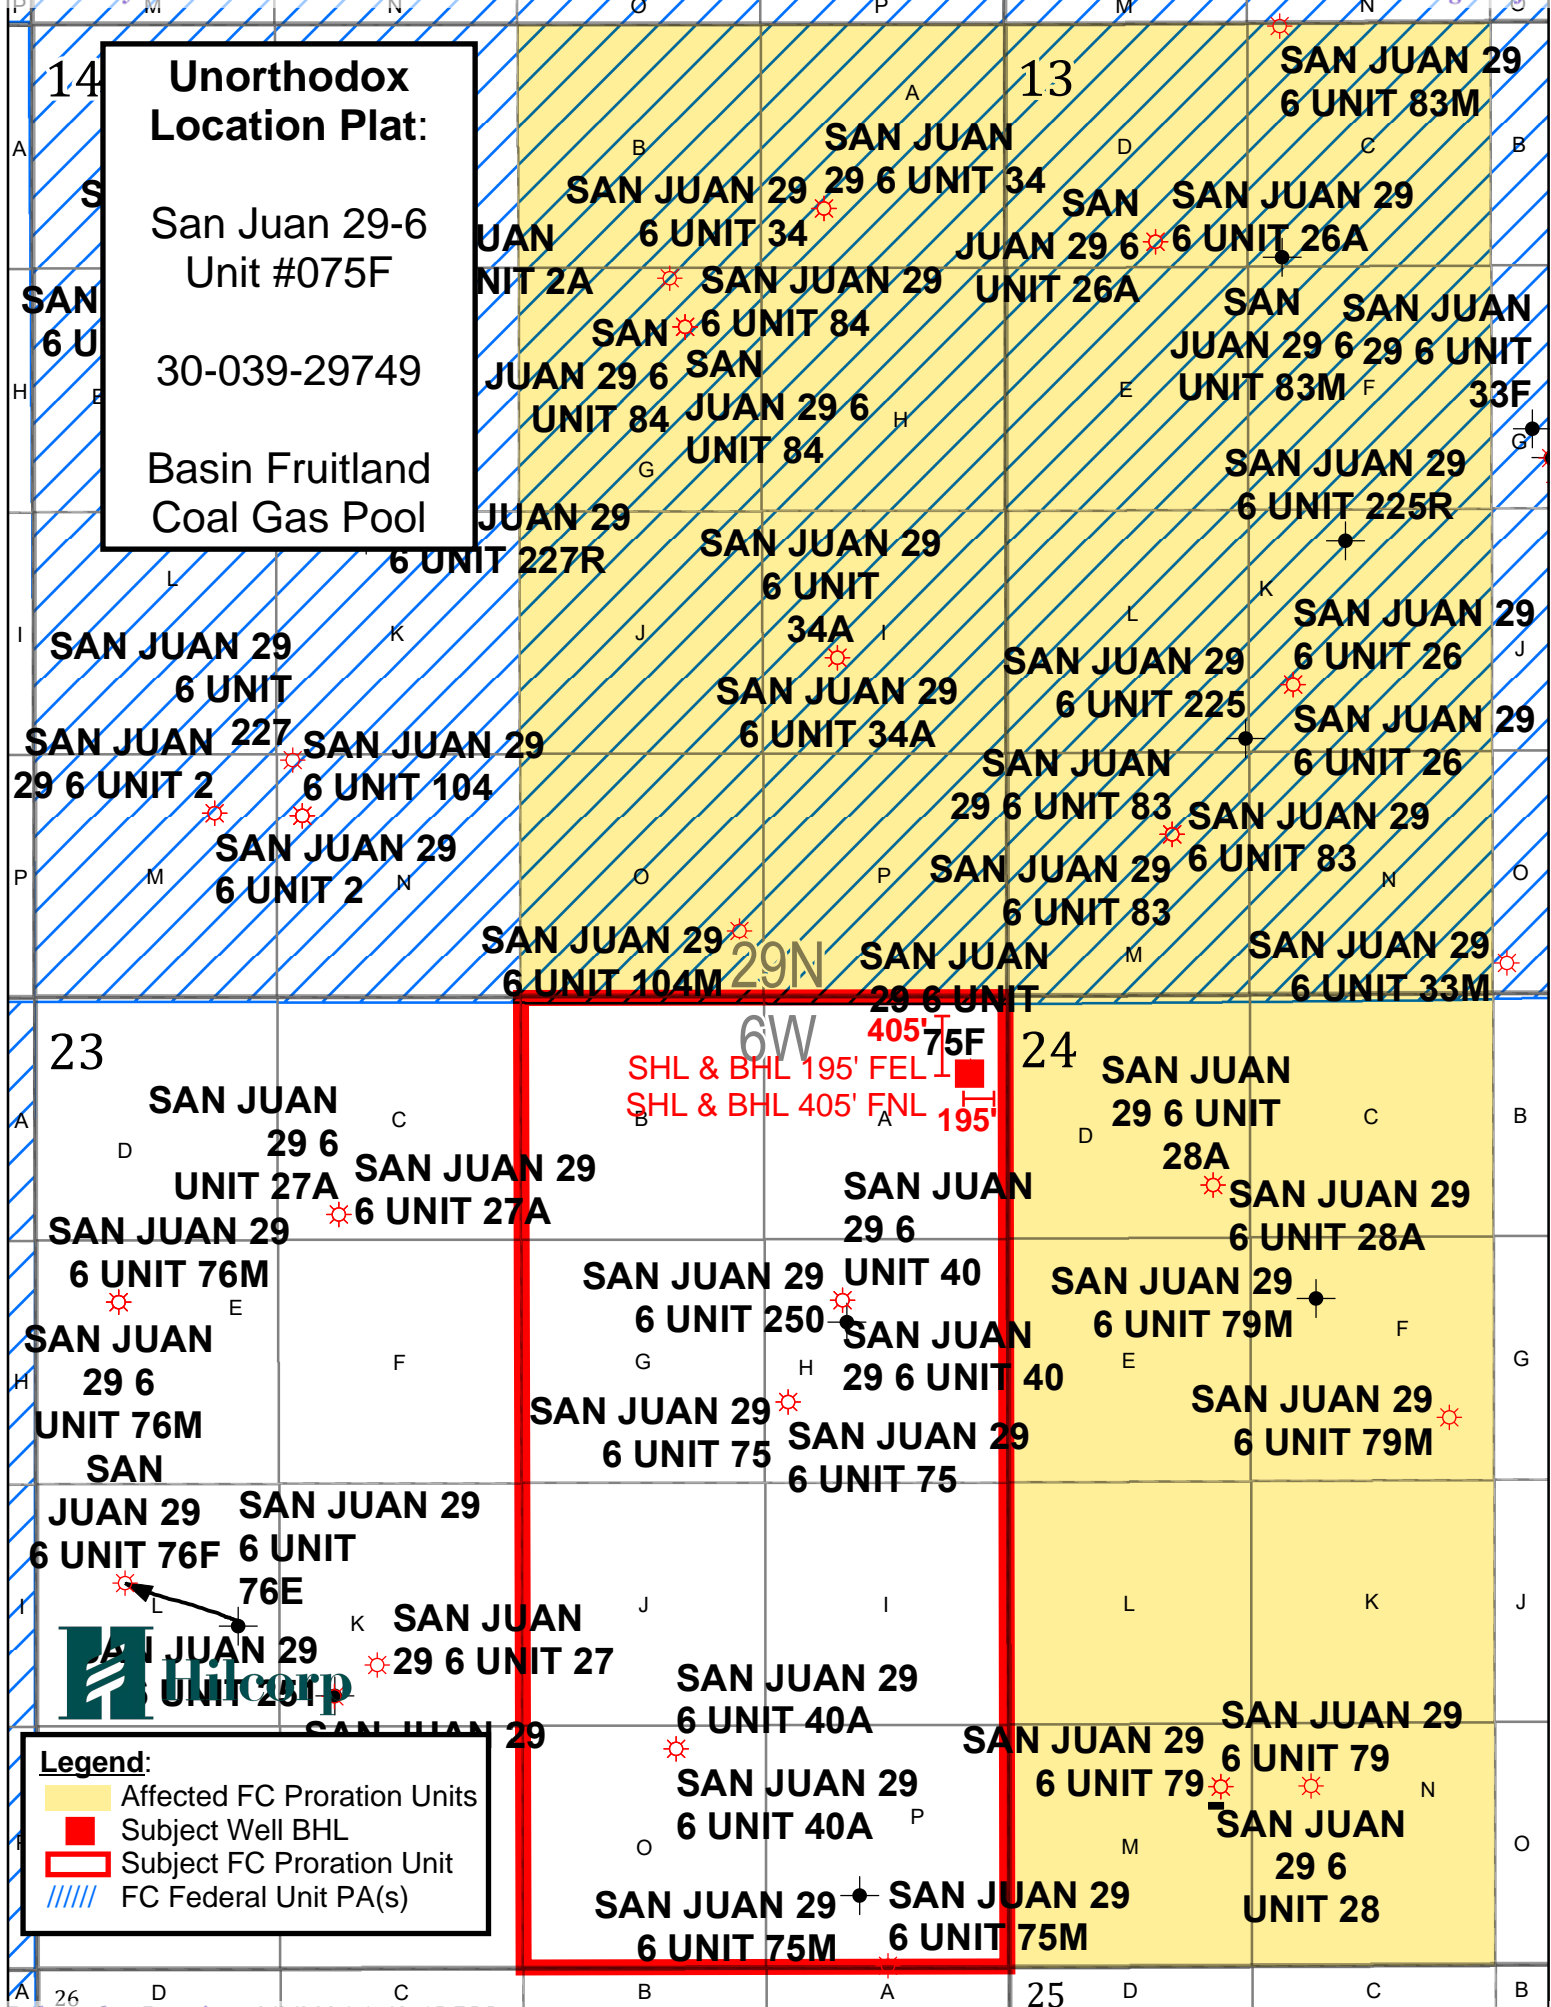 P
M
N
O
P
M
N
O
14
Unorthodox
Location Plat:
San Juan 29-6
Unit #075F
30-039-29749
Basin Fruitland
Coal Gas Pool
A
13
SAN JUAN 29
6 UNIT 83M
A
B
D
C
B
SAN JUAN
29 6 UNIT 34
SAN JUAN 29
6 UNIT 34
SAN
JUAN 29 6
UNIT 26A
SAN JUAN 29
6 UNIT 26A
S
UAN
NIT 2A
SAN
6 U
SAN JUAN 29
6 UNIT 84
SAN
JUAN 29 6
UNIT 84
SAN
JUAN 29 6
UNIT 84
SAN
JUAN 29 6
UNIT 83M
SAN JUAN
29 6 UNIT
33F
H
E
G
H
E
F
G
SAN JUAN 29
6 UNIT 225R
JUAN 29
6 UNIT 227R
SAN JUAN 29
6 UNIT
34A
L
K
I
K
J
I
L
J
SAN JUAN 29
6 UNIT
227
SAN JUAN 29
6 UNIT 34A
SAN JUAN 29
6 UNIT 225
SAN JUAN 29
6 UNIT 26
SAN JUAN 29
6 UNIT 26
SAN JUAN
29 6 UNIT 2
SAN JUAN 29
6 UNIT 104
SAN JUAN 29
6 UNIT 2
SAN JUAN
29 6 UNIT 83
SAN JUAN 29
6 UNIT 83
SAN JUAN 29
6 UNIT 83
P
M
N
O
P
M
N
O
SAN JUAN 29
6 UNIT 104M
29N
6W
SAN JUAN
29 6 UNIT
75F
SAN JUAN 29
6 UNIT 33M
23
405'
SHL & BHL 195' FEL
SHL & BHL 405' FNL
195'
24
A
D
C
B
A
D
C
B
SAN JUAN
29 6
UNIT 27A
SAN JUAN 29
6 UNIT 27A
SAN JUAN
29 6 UNIT
28A
SAN JUAN 29
6 UNIT 28A
SAN JUAN 29
6 UNIT 76M
SAN JUAN
29 6
UNIT 76M
SAN JUAN
29 6
UNIT 40
SAN JUAN 29
6 UNIT 250
SAN JUAN
29 6 UNIT 40
SAN JUAN 29
6 UNIT 79M
SAN JUAN 29
6 UNIT 79M
H
E
F
G
H
E
F
G
SAN JUAN 29
6 UNIT 75
SAN JUAN 29
6 UNIT 75
SAN
JUAN 29
6 UNIT 76F
SAN JUAN 29
6 UNIT
76E
I
L
K
J
I
L
K
J
SAN JUAN
29 6 UNIT 27
SAN JUAN 29
6 UNIT 251
Hilcorp
SAN JUAN 29
SAN JUAN 29
6 UNIT 40A
SAN JUAN 29
6 UNIT 40A
SAN JUAN 29
6 UNIT 79
SAN JUAN 29
6 UNIT 79
SAN JUAN
29 6
UNIT 28
O
P
M
N
O
SAN JUAN 29
6 UNIT 75M
SAN JUAN 29
6 UNIT 75M
Legend:
Affected FC Proration Units
Subject Well BHL
Subject FC Proration Unit
FC Federal Unit PA(s)
A
26
D
C
B
A
25
D
C
B